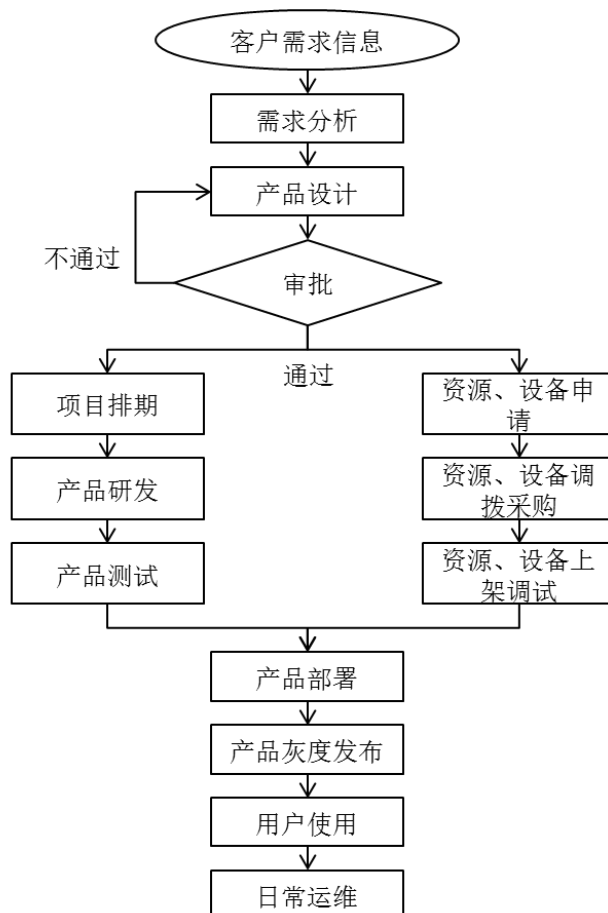 客户需求信息
需求分析
产品设计
不通过
审批
通过
项目排期
资源、设备申
请
产品研发
资源、设备调
拨采购
产品测试
资源、设备上
架调试
产品部署
产品灰度发布
用户使用
日常运维